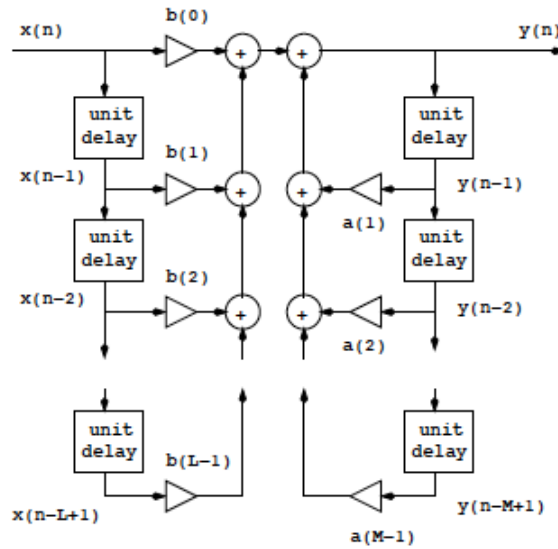 b(0)
x(n)
y(n)
+
+
unit
delay
unit
delay
b(1)
x(n-1)
+
+
y(n-1)
a(1)
unit
delay
unit
delay
b(2)
x(n-2)
+
+
y(n-2)
a(2)
unit
delay
unit
delay
b(L-1)
x(n-L+1)
y(n-M+1)
a(M-1)